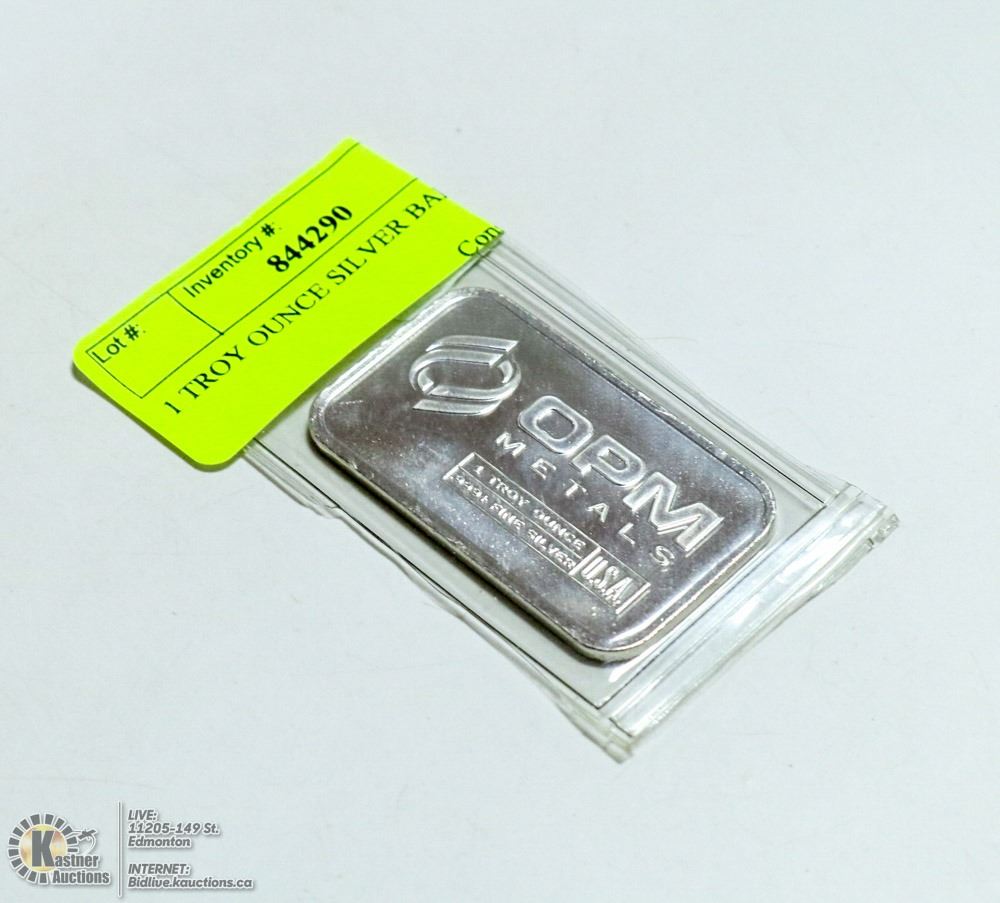 Lot #:
Inventory #:
844290
1 TROY OUNCE SILVER BA
Con
OPM
METALS
1 TROY OUNCE
.999+ FINE SILVER
U.S.A.
Kastner
Auctions
LIVE:
11205-149 St.
Edmonton
INTERNET:
Bidlive.kauctions.ca